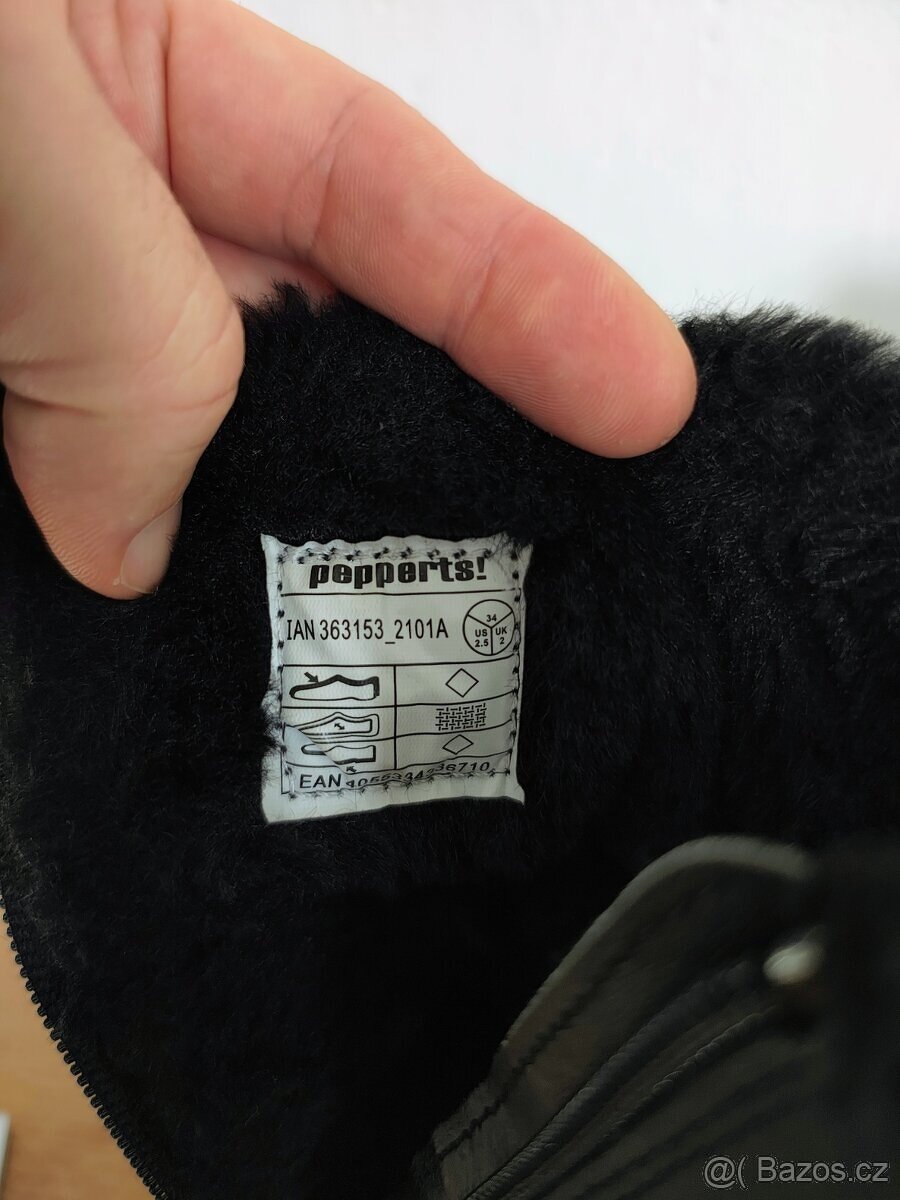 pepperts!
IAN 363153_2101A
34
US 2.5
UK 2
EAN
@( Bazos.cz